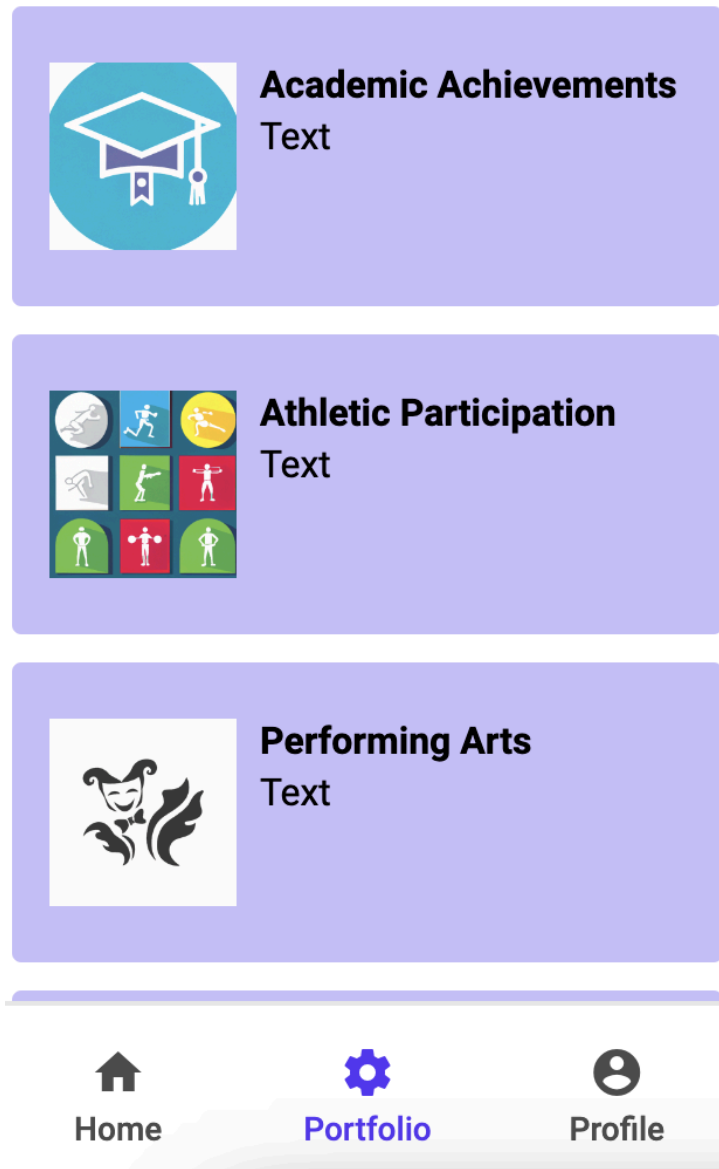 Academic Achievements
Text
Athletic Participation
Text
Performing Arts
Text
Home
Portfolio
Profile